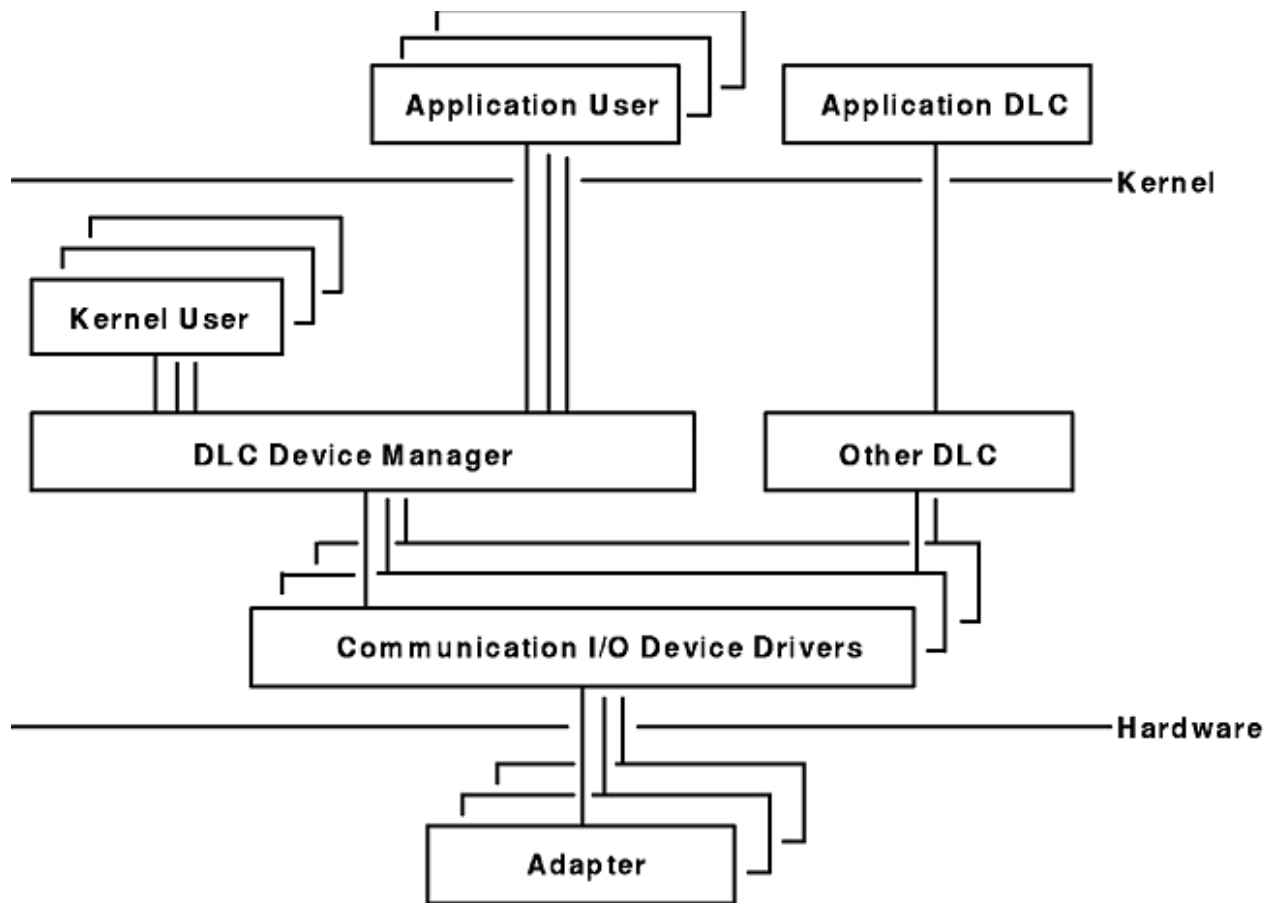 Application User
Application DLC
Kernel
Kernel User
DLC Device Manager
Other DLC
Communication I/O Device Drivers
Hardware
Adapter